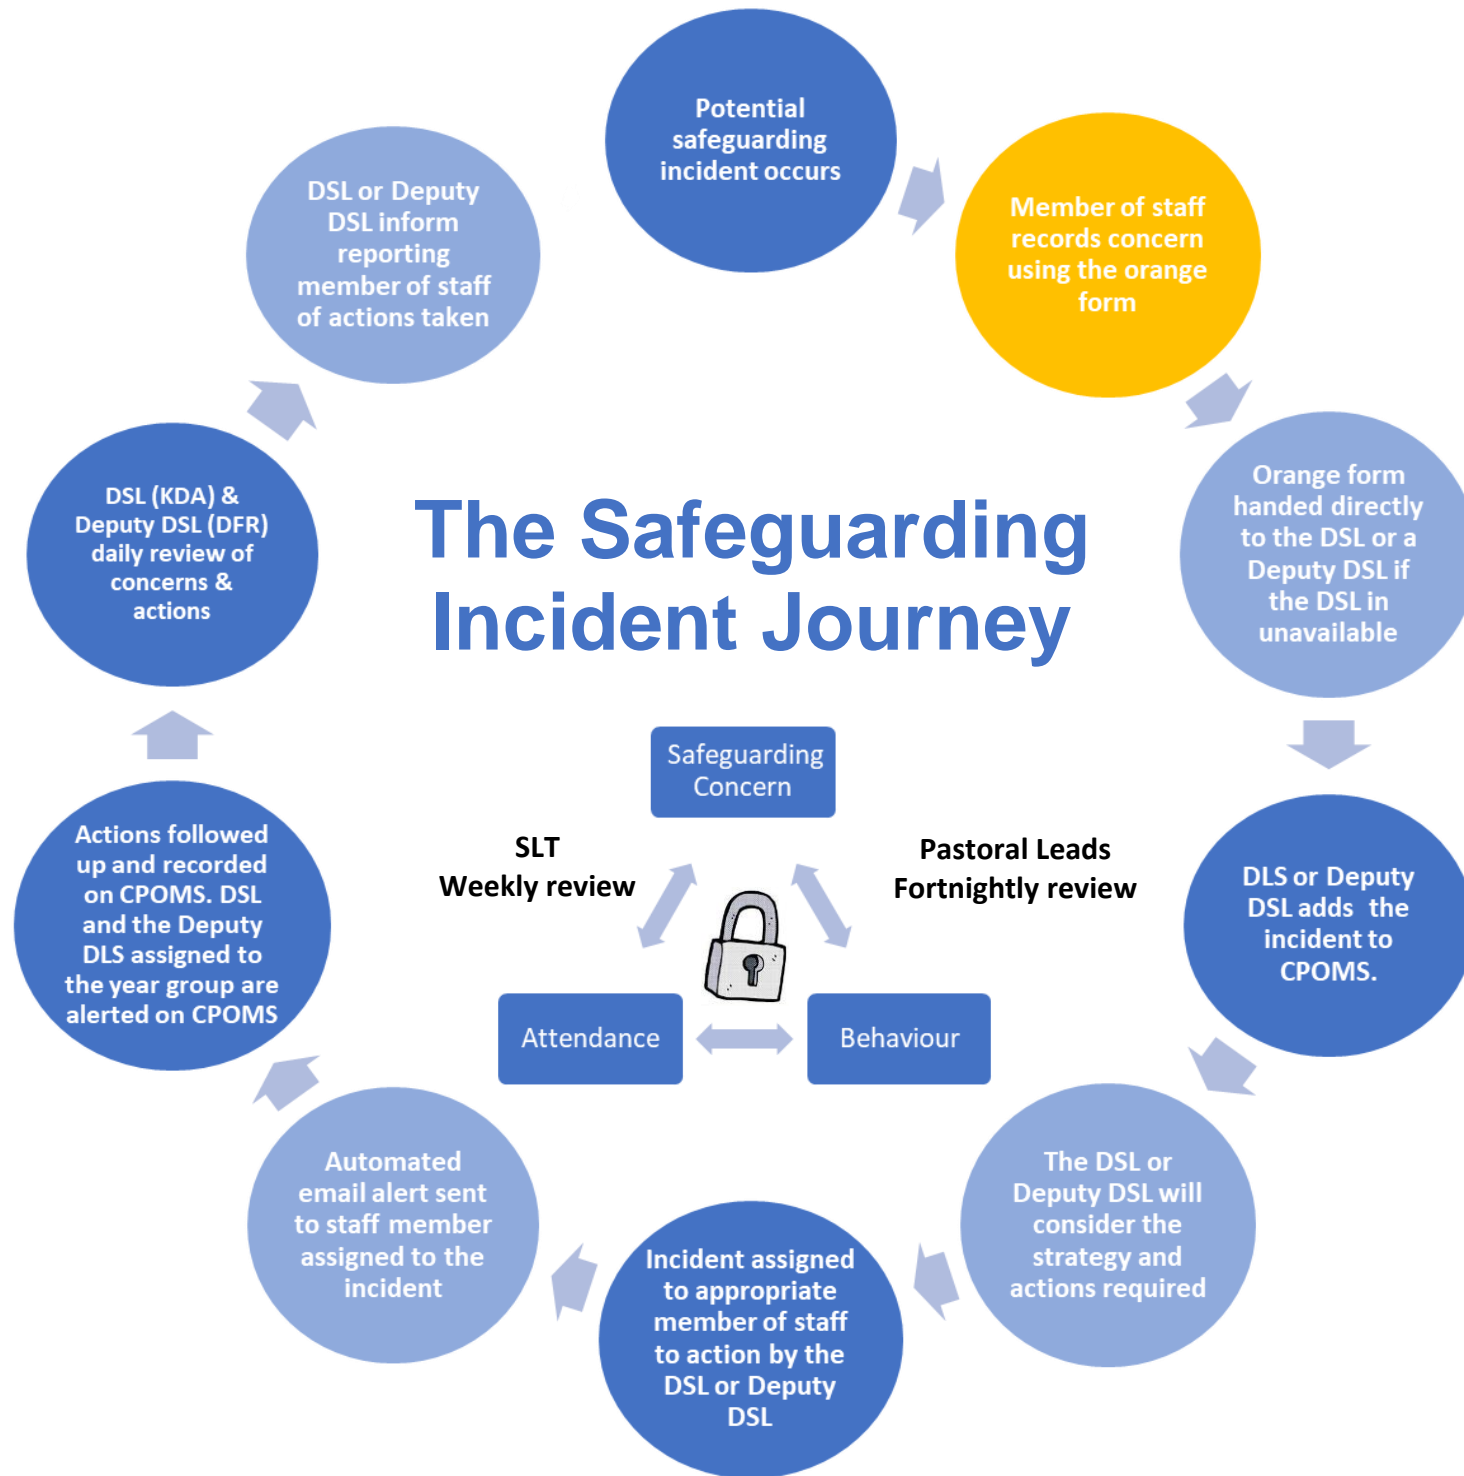 Potential
safeguarding
incident occurs
Member of staff
records concern
using the orange
form
Orange form
handed directly
to the DSL or a
Deputy DSL if
the DSL in
unavailable
DLS or Deputy
DSL adds the
incident to
CPOMS.
The DSL or
Deputy DSL will
consider the
strategy and
actions required
Incident assigned
to appropriate
member of staff
to action by the
DSL or Deputy
DSL
Automated
email alert sent
to staff member
assigned to the
incident
Actions followed
up and recorded
on CPOMS. DSL
and the Deputy
DLS assigned to
the year group are
alerted on CPOMS
DSL (KDA) &
Deputy DSL (DFR)
daily review of
concerns &
actions
DSL or Deputy
DSL inform
reporting
member of staff
of actions taken
The Safeguarding
Incident Journey
Safeguarding
Concern
SLT
Weekly review
Pastoral Leads
Fortnightly review
Attendance
Behaviour